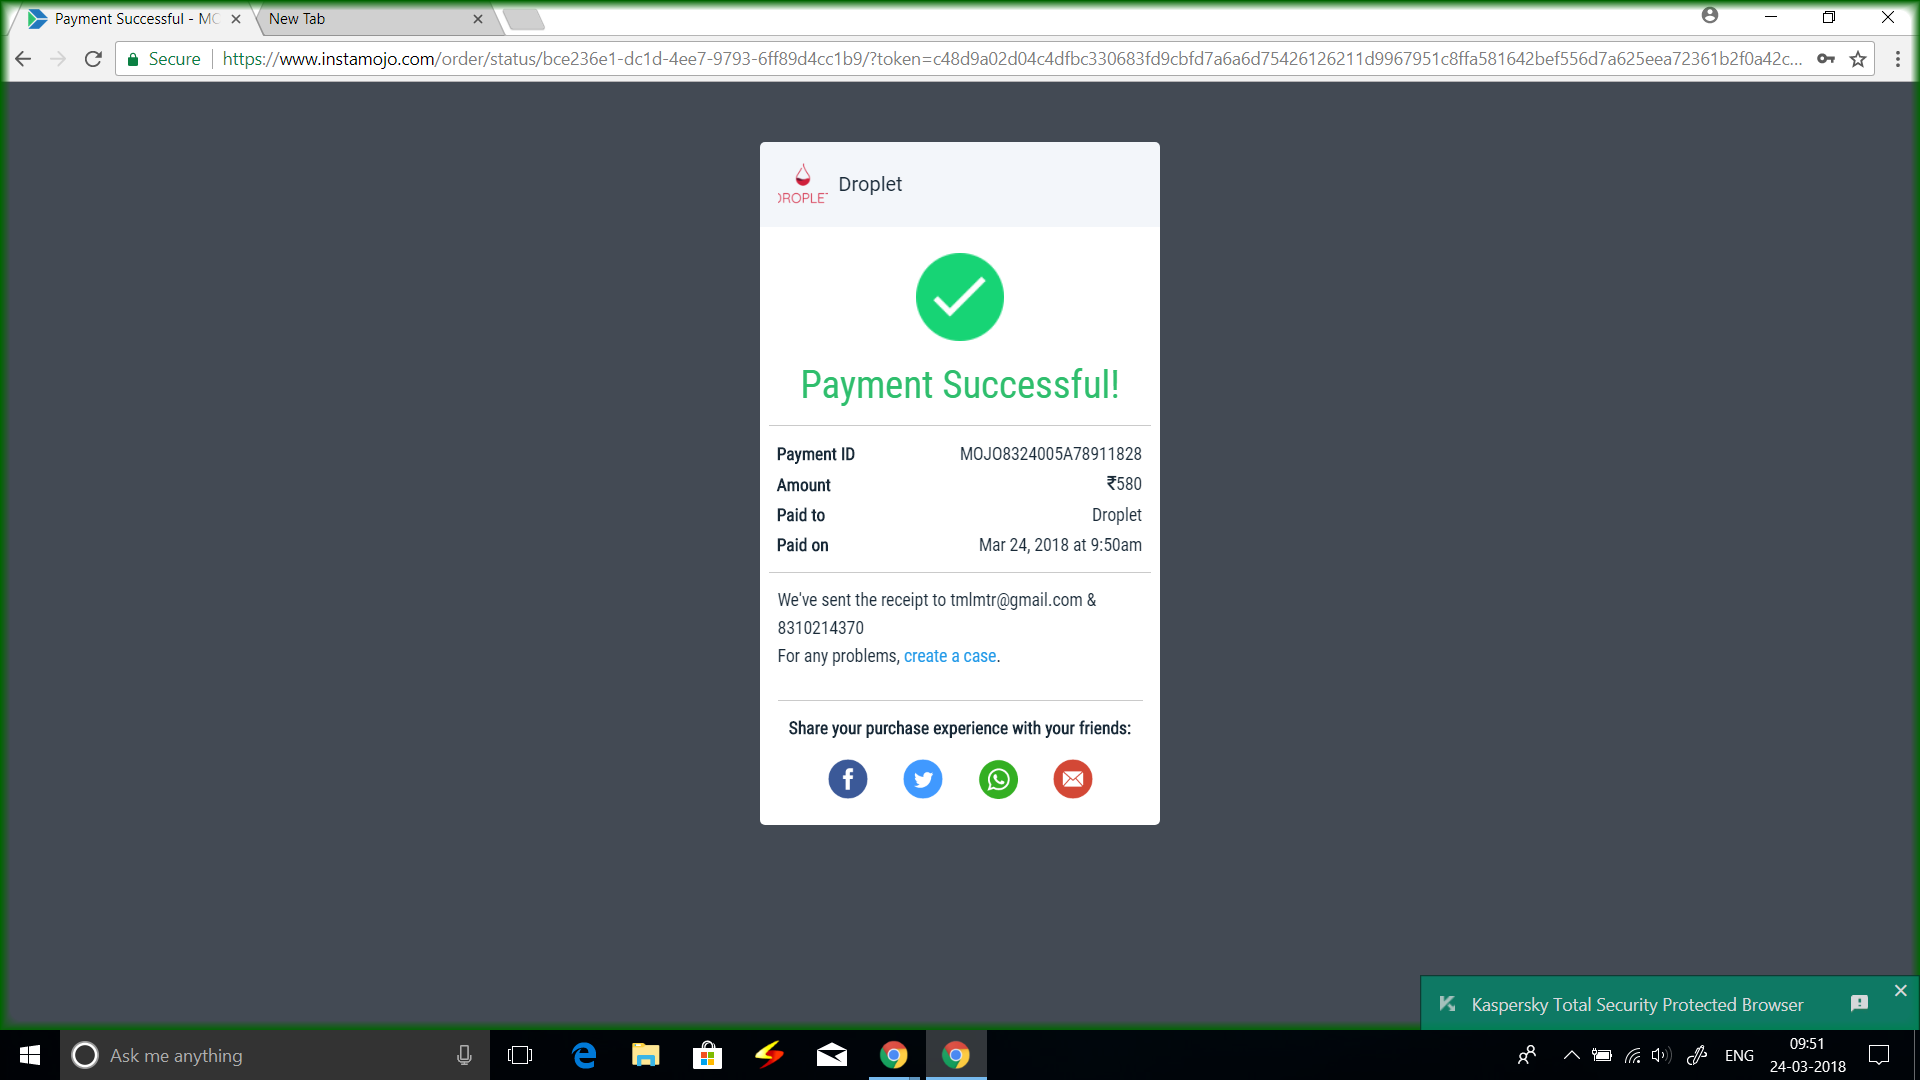 Payment Successful - MO
New Tab
Secure
https://www.instamojo.com/order/status/bce236e1-dc1d-4ee7-9793-6ff89d4cc1b9/?token=c48d9a02d04c4dfbc330683fd9cbfd7a6a6d75426126211d9967951c8ffa581642bef556d7a625eea72361b2f0a42c...
DROPLET
Droplet
Payment Successful!
Payment ID MOJO8324005A78911828
Amount ₹580
Paid to Droplet
Paid on Mar 24, 2018 at 9:50am
We've sent the receipt to tmlmtr@gmail.com &
8310214370
For any problems, create a case.
Share your purchase experience with your friends:
Kaspersky Total Security Protected Browser
Ask me anything
ENG
09:51
24-03-2018